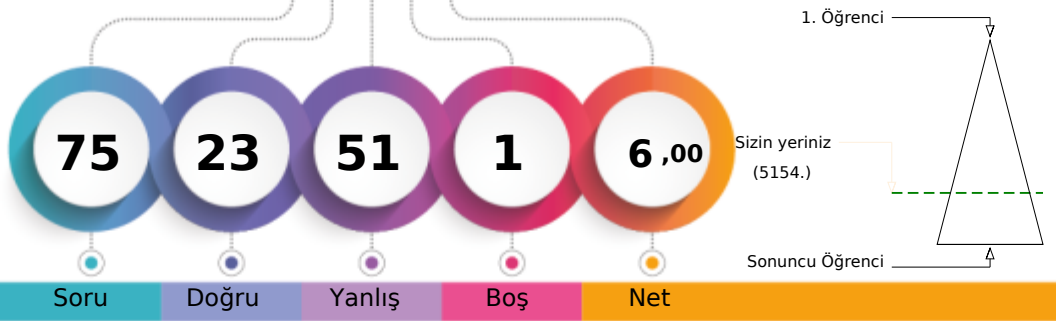 75 23 51 1 6 ,00
Soru Doğru Yanlış Boş Net
1. Öğrenci
Sizin yeriniz
(5154.)
Sonuncu Öğrenci